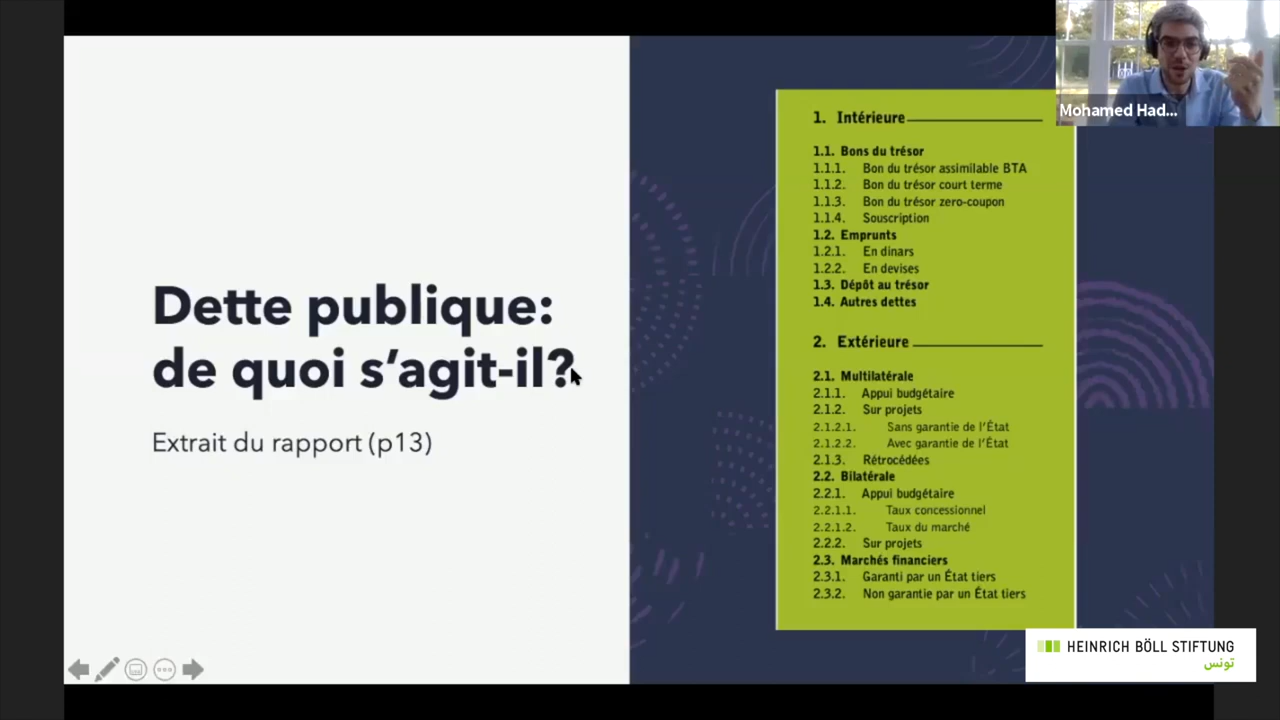 Dette publique:
de quoi s’agit-il?
Extrait du rapport (p13)
1. Intérieure
1.1. Bons du trésor
1.1.1. Bon du trésor assimilable BTA
1.1.2. Bon du trésor court terme
1.1.3. Bon du trésor zero-coupon
1.1.4. Souscription
1.2. Emprunts
1.2.1. En dinars
1.2.2. En devises
1.3. Dépôt au trésor
1.4. Autres dettes
2. Extérieure
2.1. Multilatérale
2.1.1. Appui budgétaire
2.1.2. Sur projets
2.1.2.1. Sans garantie de l’État
2.1.2.2. Avec garantie de l’État
2.1.3. Rétrocédées
2.2. Bilatérale
2.2.1. Appui budgétaire
2.2.1.1. Taux concessionnel
2.2.1.2. Taux du marché
2.2.2. Sur projets
2.3. Marchés financiers
2.3.1. Garanti par un État tiers
2.3.2. Non garantie par un État tiers
Mohamed Had...
HEINRICH BÖLL STIFTUNG
تونس